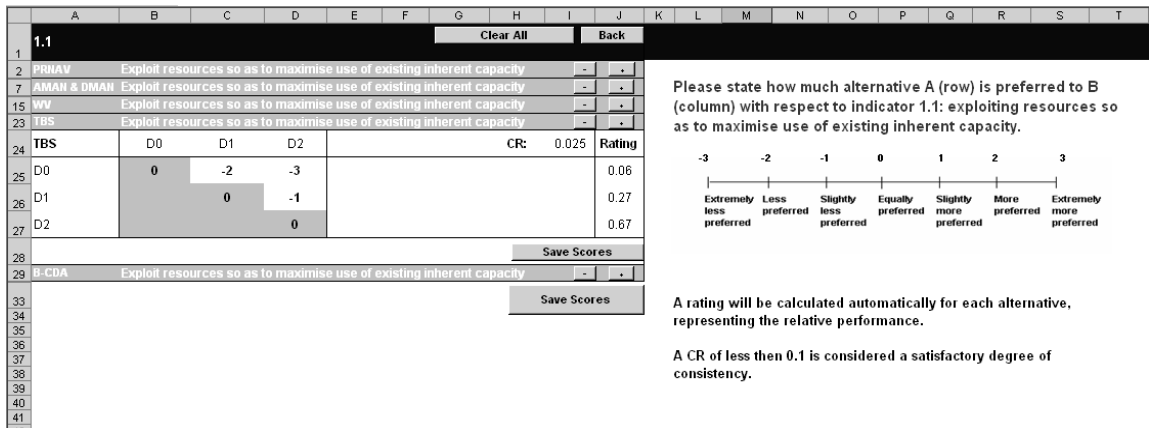 A B C D E F G H I J K L M N O P Q R S T
1 1.1 Clear All Back
2 PRNAV Exploit resources so as to maximise use of existing inherent capacity - +
7 AMAN & DMAN Exploit resources so as to maximise use of existing inherent capacity - +
15 WV Exploit resources so as to maximise use of existing inherent capacity - +
23 TBS Exploit resources so as to maximise use of existing inherent capacity - +
24 TBS D0 D1 D2 CR: 0.025 Rating
25 D0 0 -2 -3 0.06
26 D1 0 -1 0.27
27 D2 0 0.67
28 Save Scores
29 B-CDA Exploit resources so as to maximise use of existing inherent capacity - +
33 Save Scores
34
35
36
37
38
39
40
41
Please state how much alternative A (row) is preferred to B
(column) with respect to indicator 1.1: exploiting resources so
as to maximise use of existing inherent capacity.
-3 -2 -1 0 1 2 3
Extremely Less Slightly Equally Slightly More Extremely
less preferred less preferred more preferred more
preferred preferred preferred preferred
A rating will be calculated automatically for each alternative,
representing the relative performance.
A CR of less then 0.1 is considered a satisfactory degree of
consistency.